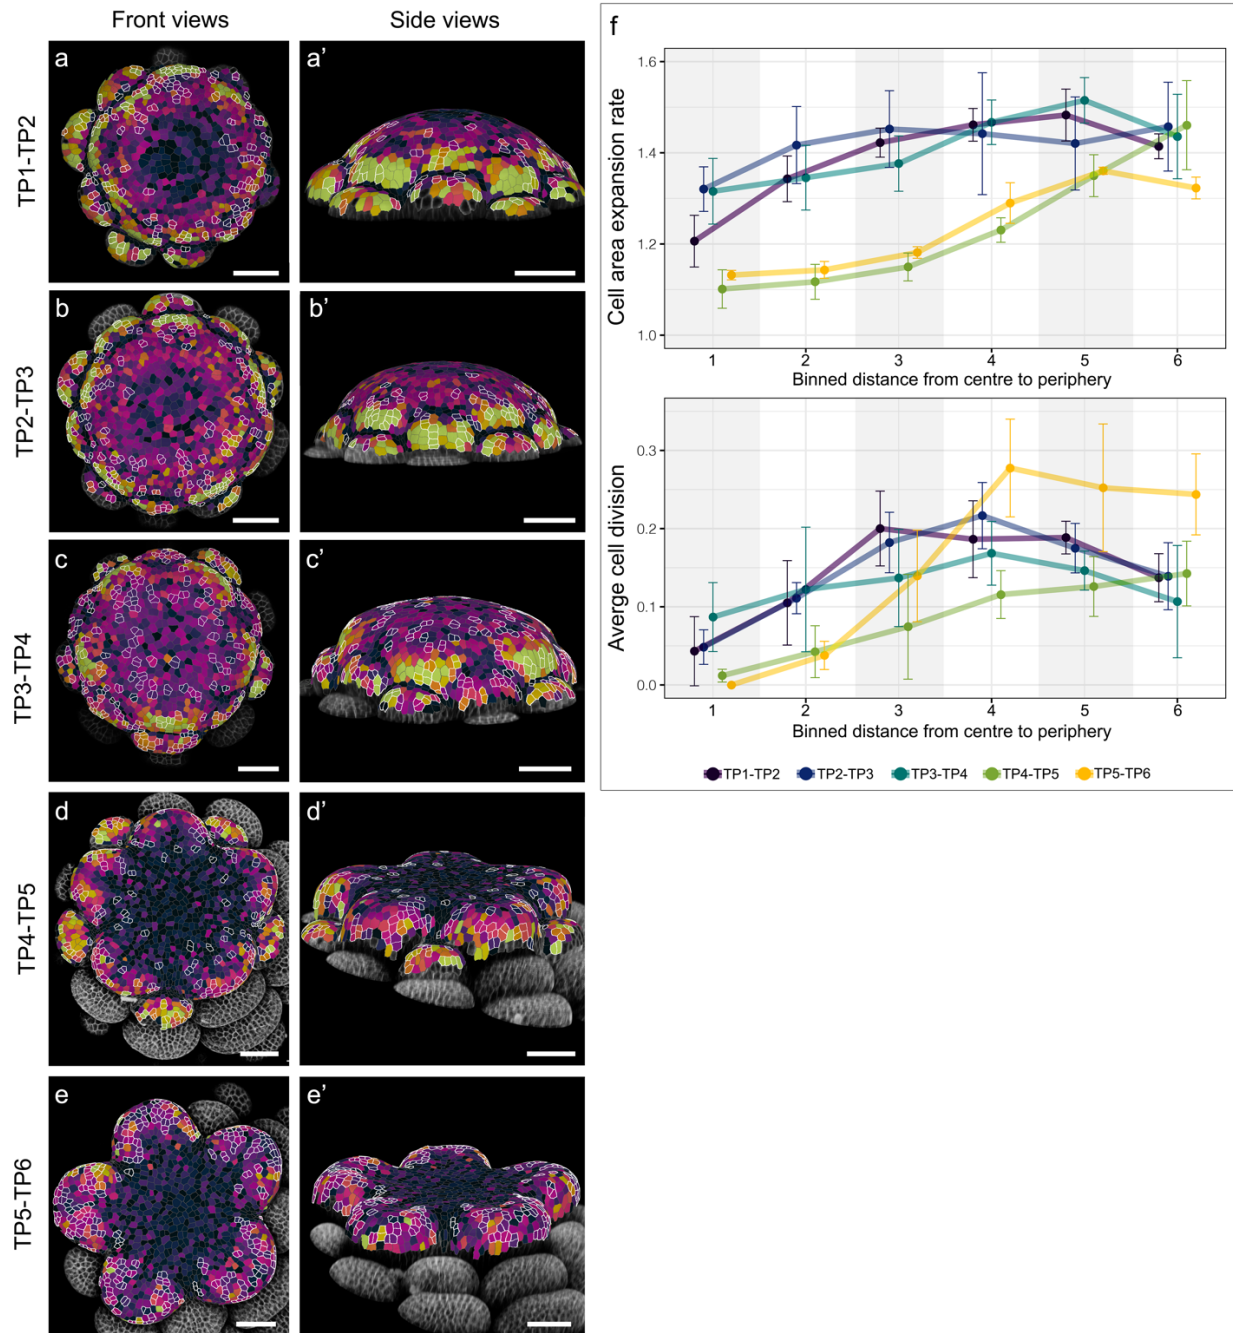 Front views
Side views
f
TP1-TP2
a
a'
TP2-TP3
b
b'
TP3-TP4
c
c'
TP4-TP5
d
d'
TP5-TP6
e
e'
Cell area expansion rate
1.6
1.4
1.2
1.0
1 2 3 4 5 6
Binned distance from centre to periphery
Averge cell division
0.3
0.2
0.1
0.0
1 2 3 4 5 6
Binned distance from centre to periphery
TP1-TP2 TP2-TP3 TP3-TP4 TP4-TP5 TP5-TP6